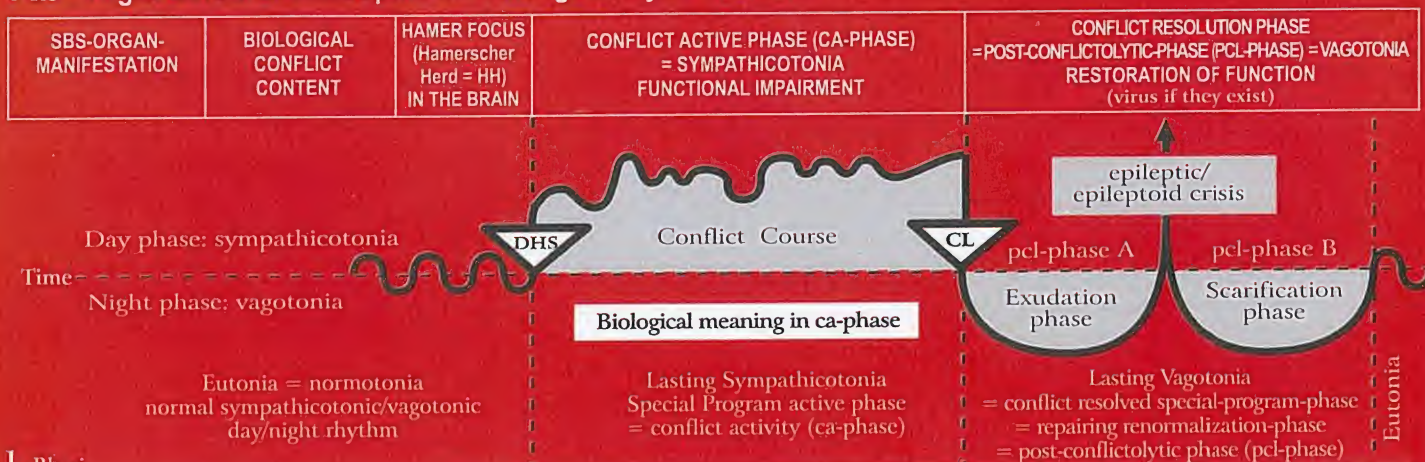 SBS-ORGAN-
MANIFESTATION
BIOLOGICAL
CONFLICT
CONTENT
HAMER FOCUS
(Hamerscher
Herd = HH)
IN THE BRAIN
CONFLICT ACTIVE PHASE (CA-PHASE)
= SYMPATHICOTONIA
FUNCTIONAL IMPAIRMENT
CONFLICT RESOLUTION PHASE
=POST-CONFLICTOLYTIC-PHASE (PCL-PHASE) = VAGOTONIA
RESTORATION OF FUNCTION
(virus if they exist)
epileptic/
epileptoid crisis
Day phase: sympathicotonia
DHS
Conflict Course
CL
pcl-phase A
pcl-phase B
Time
Night phase: vagotonia
Exudation
phase
Scarification
phase
Biological meaning in ca-phase
Eutonia = normotonia
normal sympathicotonic/vagotonic
day/night rhythm
Lasting Sympathicotonia
Special Program active phase
= conflict activity (ca-phase)
Lasting Vagotonia
= conflict resolved special-program-phase
= repairing renormalization-phase
= post-conflictolytic phase (pcl-phase)
Eutonia